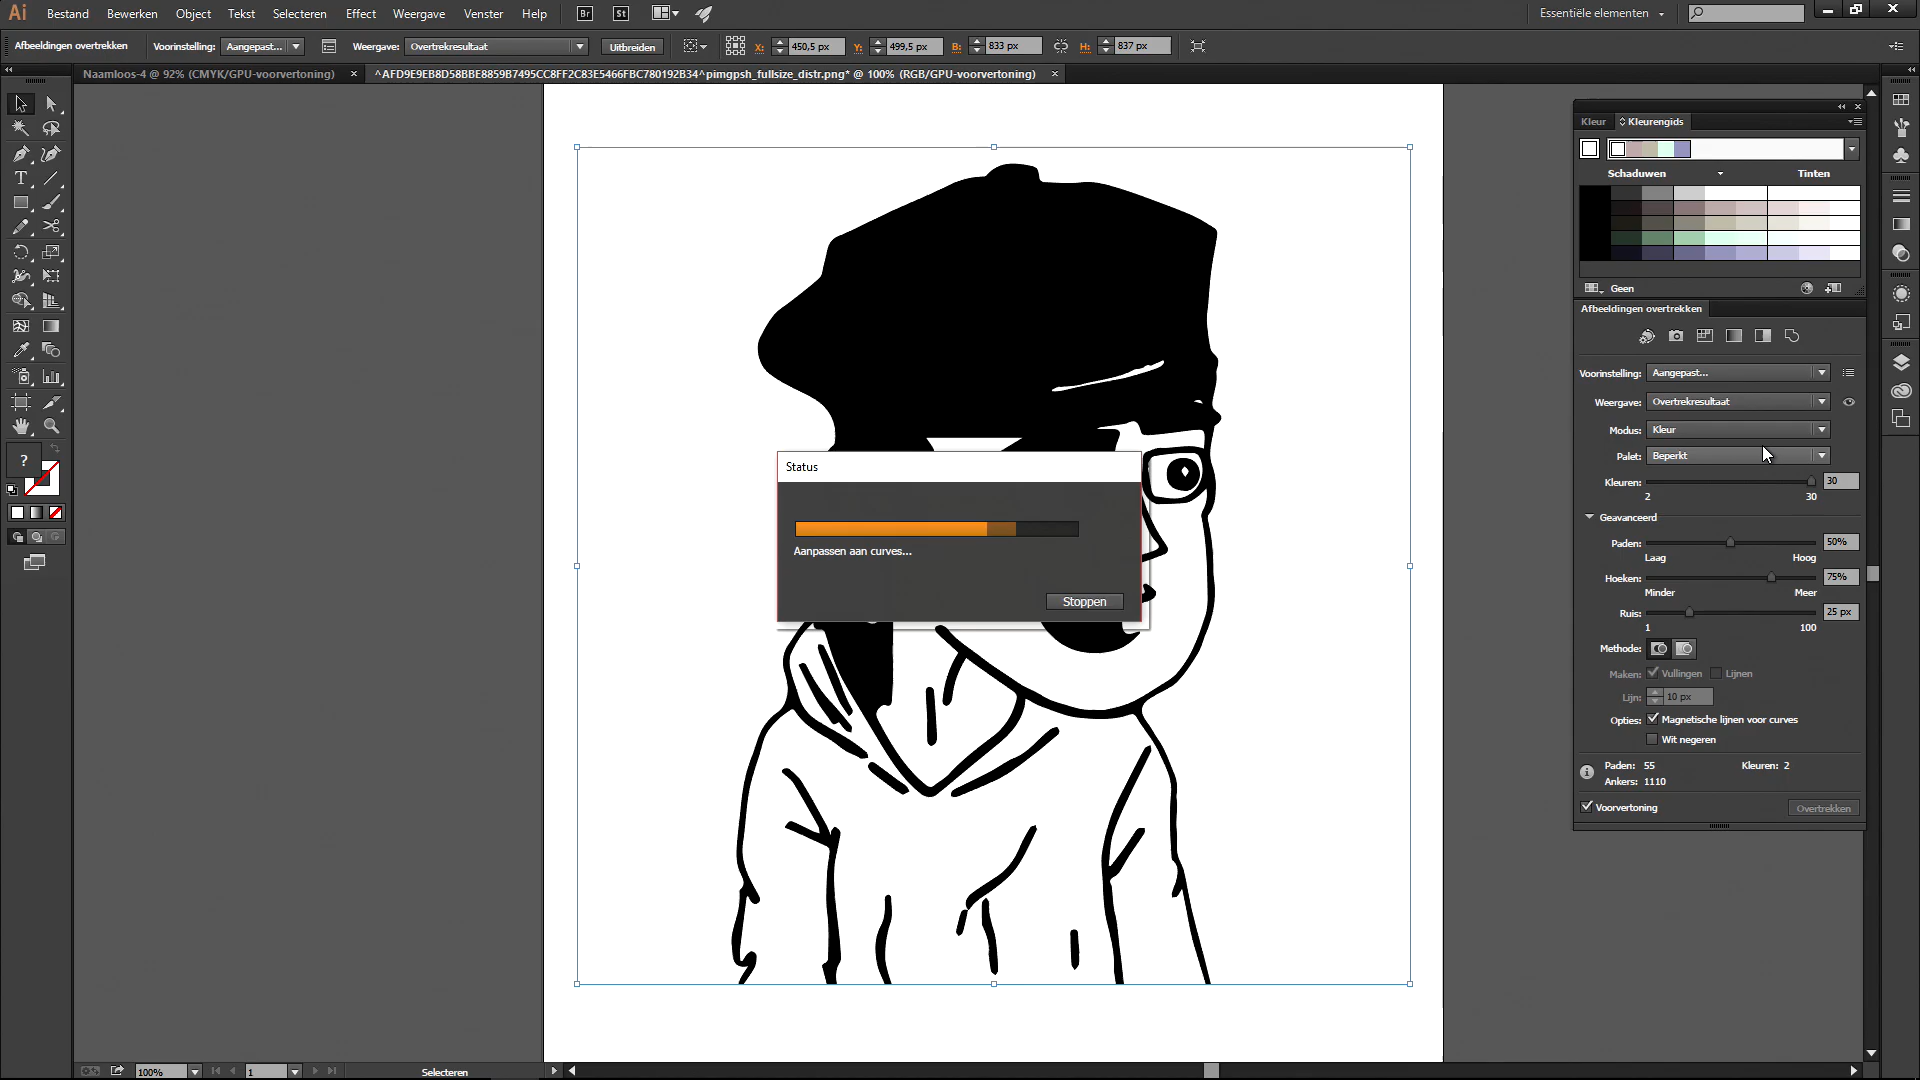 Ai Bestand Bewerken Object Tekst Selecteren Effect Weergave Venster Help Br St Essentiële elementen
Afbeeldingen overtrekken Voorinstelling: Aangepast... Weergave: Overtrekresultaat Uitbreiden X: 450,5 px Y: 499,5 px B: 833 px H: 837 px
Naamloos-4 @ 92% (CMYK/GPU-voorvertoning) × ^AFD9E9EB8D58BBE8859B7495CC8FF2C83E5466FBC780192B34^pimgpsh_fullsize_distr.png* @ 100% (RGB/GPU-voorvertoning) ×
Kleur Kleurengids
Schaduwen Tinten
Geen
Afbeeldingen overtrekken
Voorinstelling: Aangepast...
Weergave: Overtrekresultaat
Modus: Kleur
Palet: Beperkt
Kleuren: 30
2 30
Geavanceerd
Paden: 50%
Laag Hoog
Hoeken: 75%
Minder Meer
Ruis: 25 px
1 100
Methode:
Maken: Vullingen Lijnen
Lijn: 10 px
Opties: Magnetische lijnen voor curves
Wit negeren
Paden: 55 Kleuren: 2
Ankers: 1110
Voorvertoning Overtrekken
Status
Aanpassen aan curves...
Stoppen
?
100% 1 Selecteren